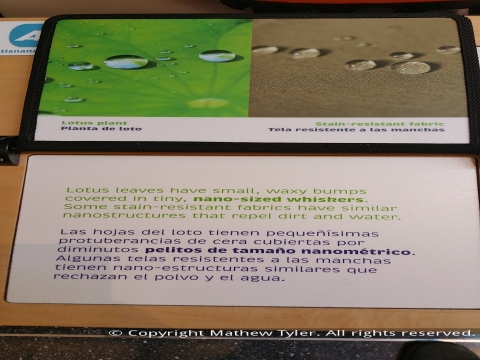 Lotus plant
Planta de loto
Stain-resistant fabric
Tela resistente a las manchas
Lotus leaves have small, waxy bumps
covered in tiny, nano-sized whiskers.
Some stain-resistant fabrics have similar
nanostructures that repel dirt and water.
Las hojas del loto tienen pequeñísimas
protuberancias de cera cubiertas por
diminutos pelitos de tamaño nanométrico.
Algunas telas resistentes a las manchas
tienen nano-estructuras similares que
rechazan el polvo y el agua.
© Copyright Mathew Tyler. All rights reserved.